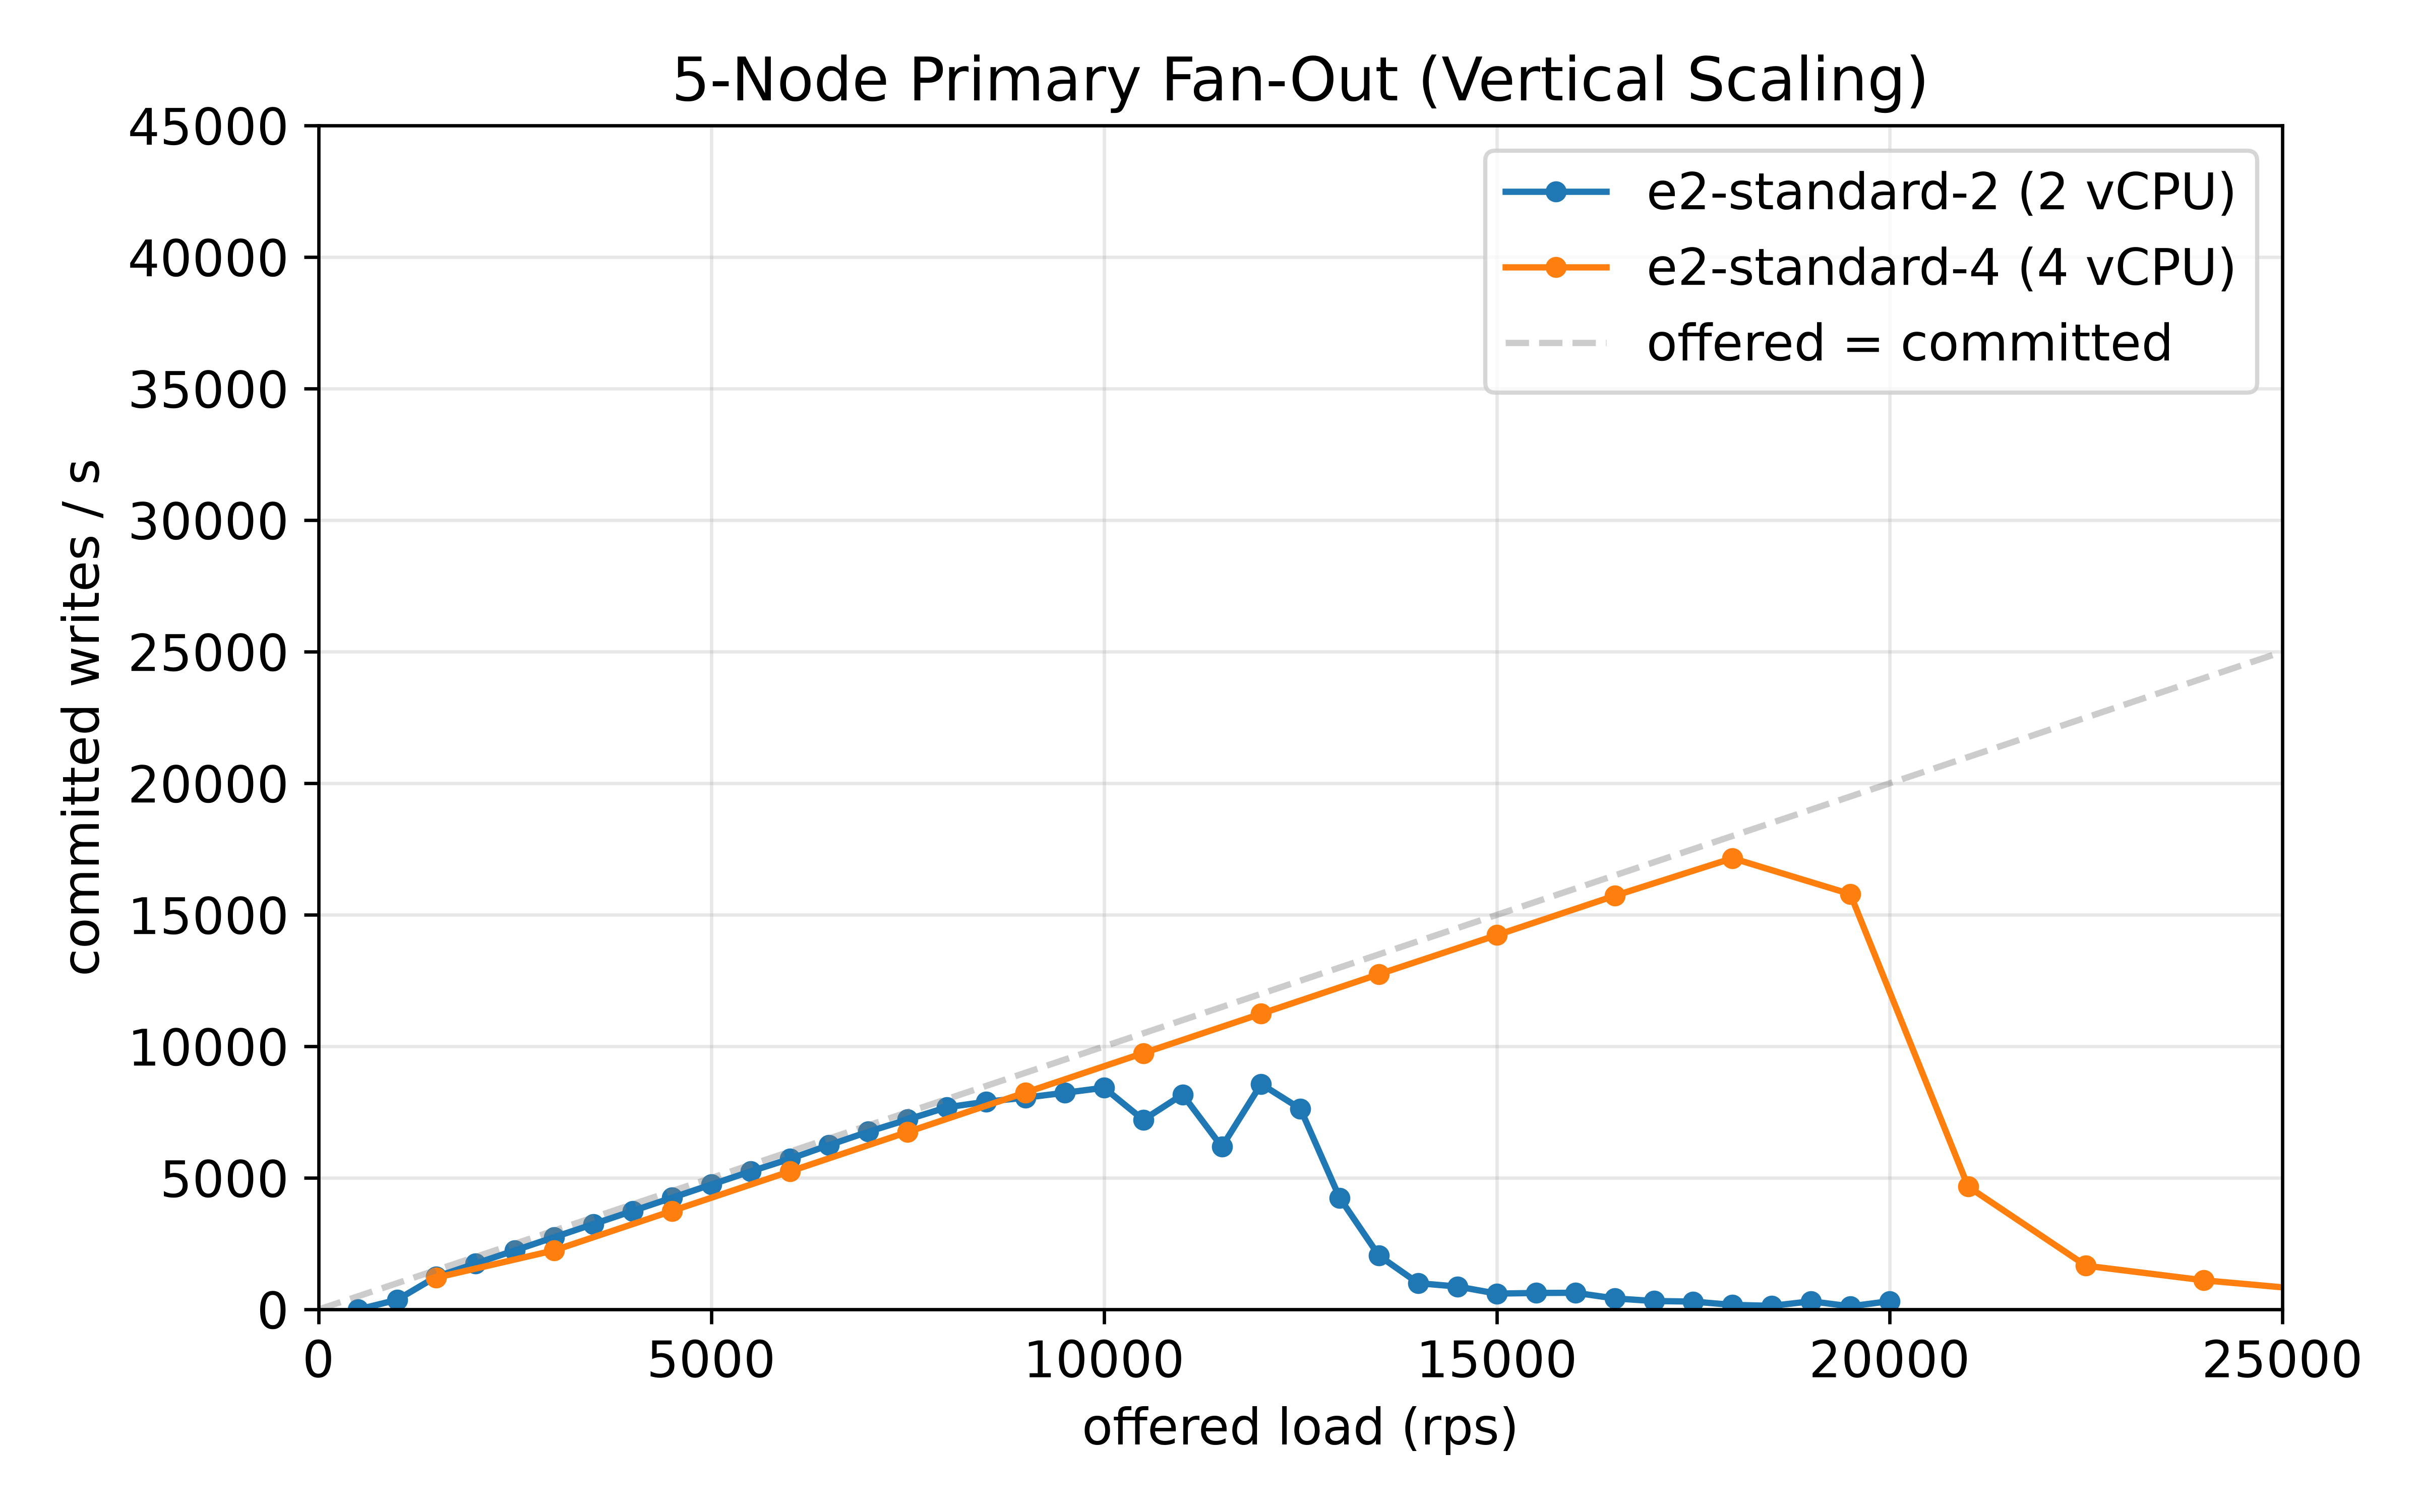 5-Node Primary Fan-Out (Vertical Scaling)
45000
40000
35000
30000
25000
20000
15000
10000
5000
0
committed writes / s
e2-standard-2 (2 vCPU)
e2-standard-4 (4 vCPU)
offered = committed
0 5000 10000 15000 20000 25000
offered load (rps)